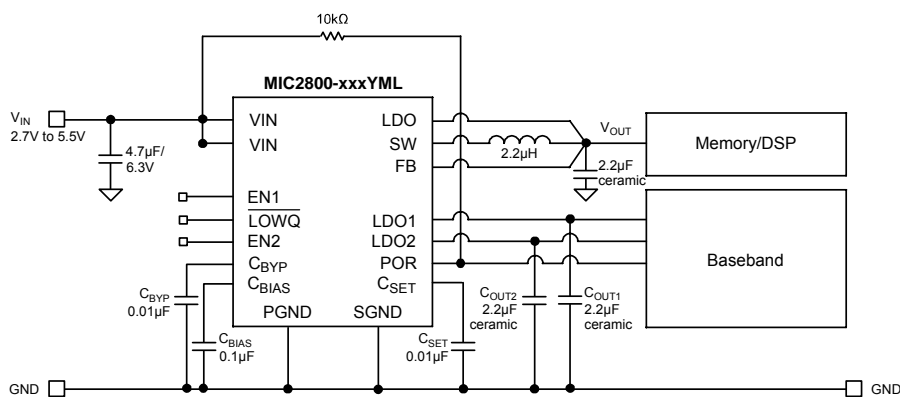 10kΩ
MIC2800-xxxYML
VIN
2.7V to 5.5V
VIN
VIN
4.7µF/
6.3V
EN1
LOWQ
EN2
CBYP
CBIAS
PGND
SGND
LDO
SW
FB
LDO1
LDO2
POR
CSET
2.2µH
VOUT
2.2µF
ceramic
Memory/DSP
Baseband
CBYP
0.01µF
CBIAS
0.1µF
CSET
0.01µF
COUT2
2.2µF
ceramic
COUT1
2.2µF
ceramic
GND
GND